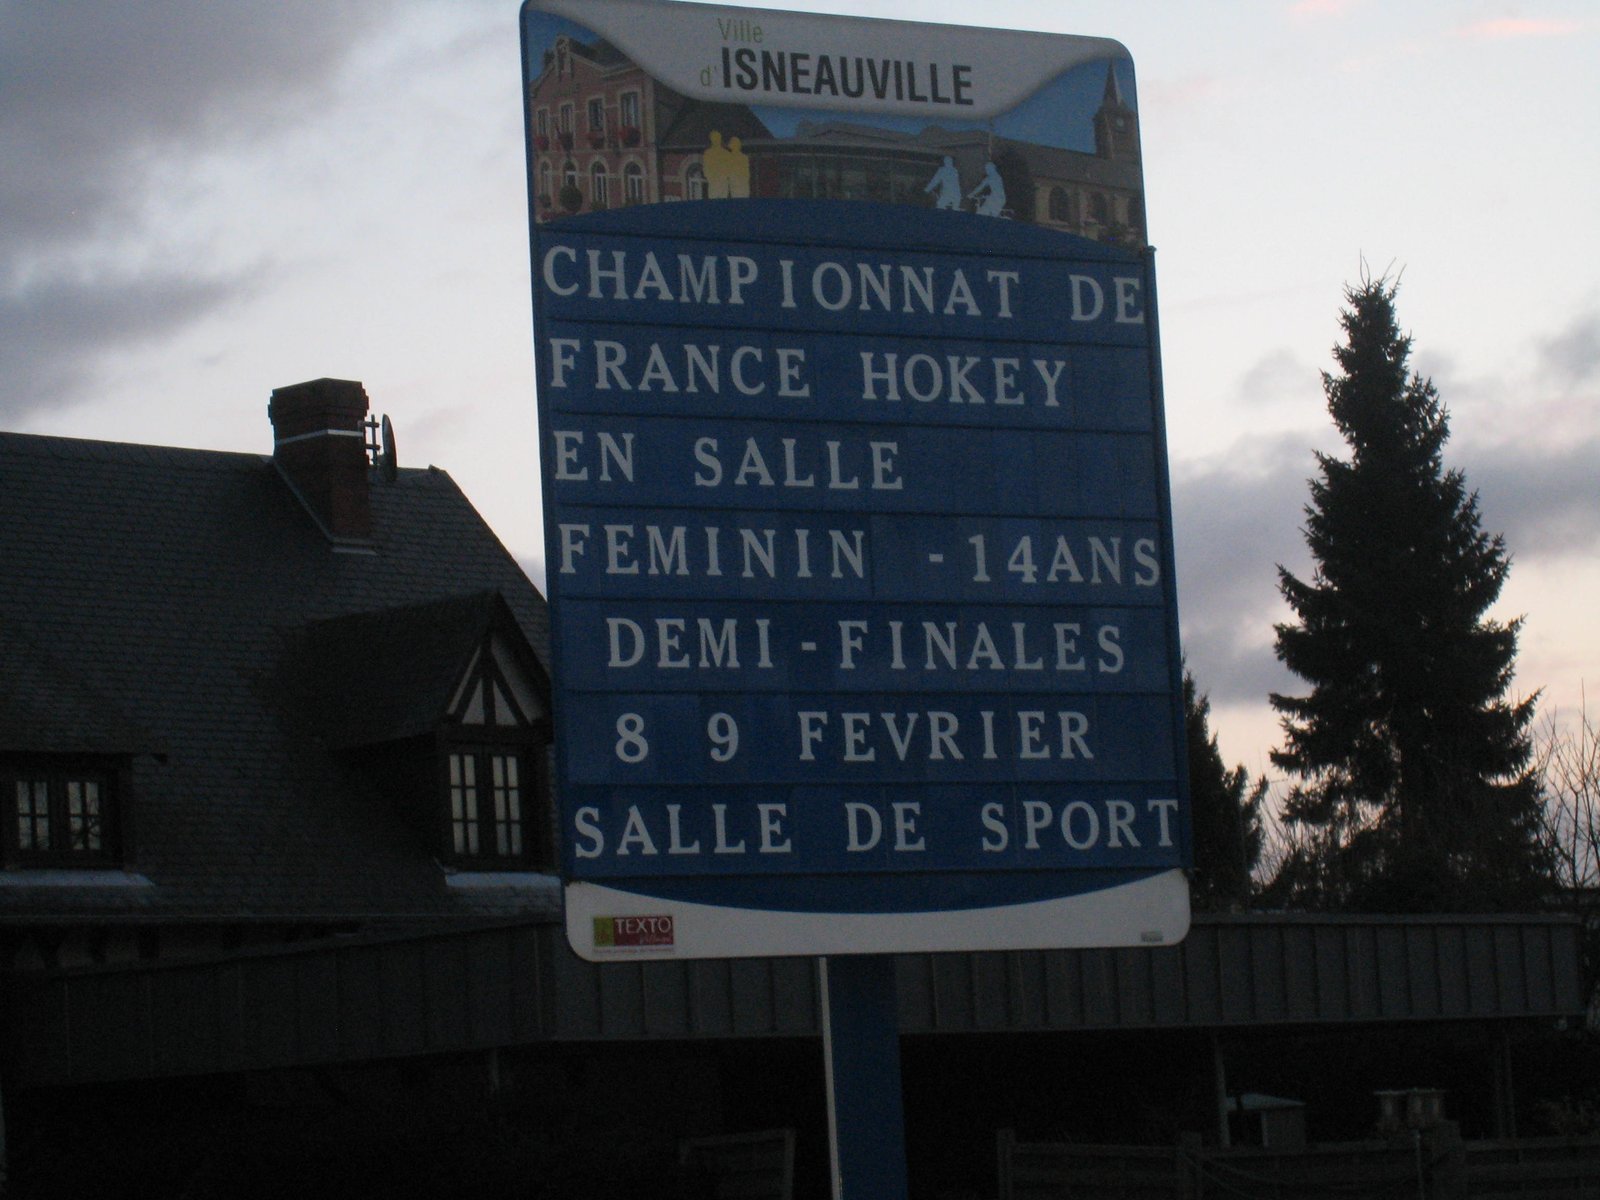 Ville
d'ISNEAUVILLE
CHAMPIONNAT DE
FRANCE HOKEY
EN SALLE
FEMININ -14ANS
DEMI-FINALES
8 9 FEVRIER
SALLE DE SPORT
TEXTO